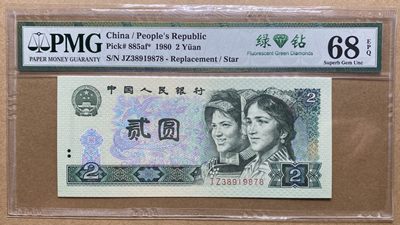 PMG
PAPER MONEY GUARANTY
China / People's Republic
Pick# 885af* 1980 2 Yüan
S/N JZ38919878 - Replacement / Star
绿钻
Fluorescent Green Diamonds
68 EPQ
Superb Gem Unc
中国人民银行
2
贰圆
JZ38919878
2
2